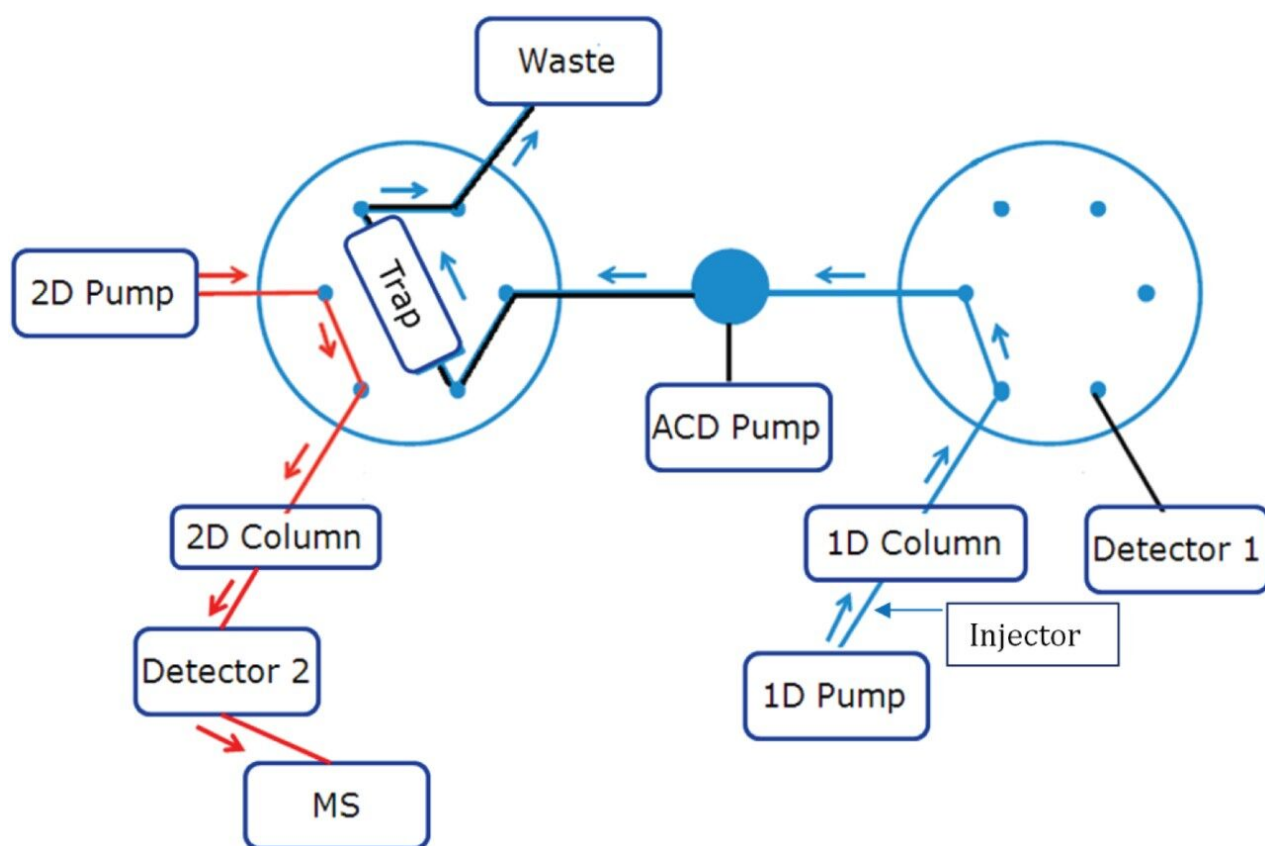 Waste
2D Pump
Trap
ACD Pump
2D Column
1D Column
Detector 1
Injector
Detector 2
1D Pump
MS